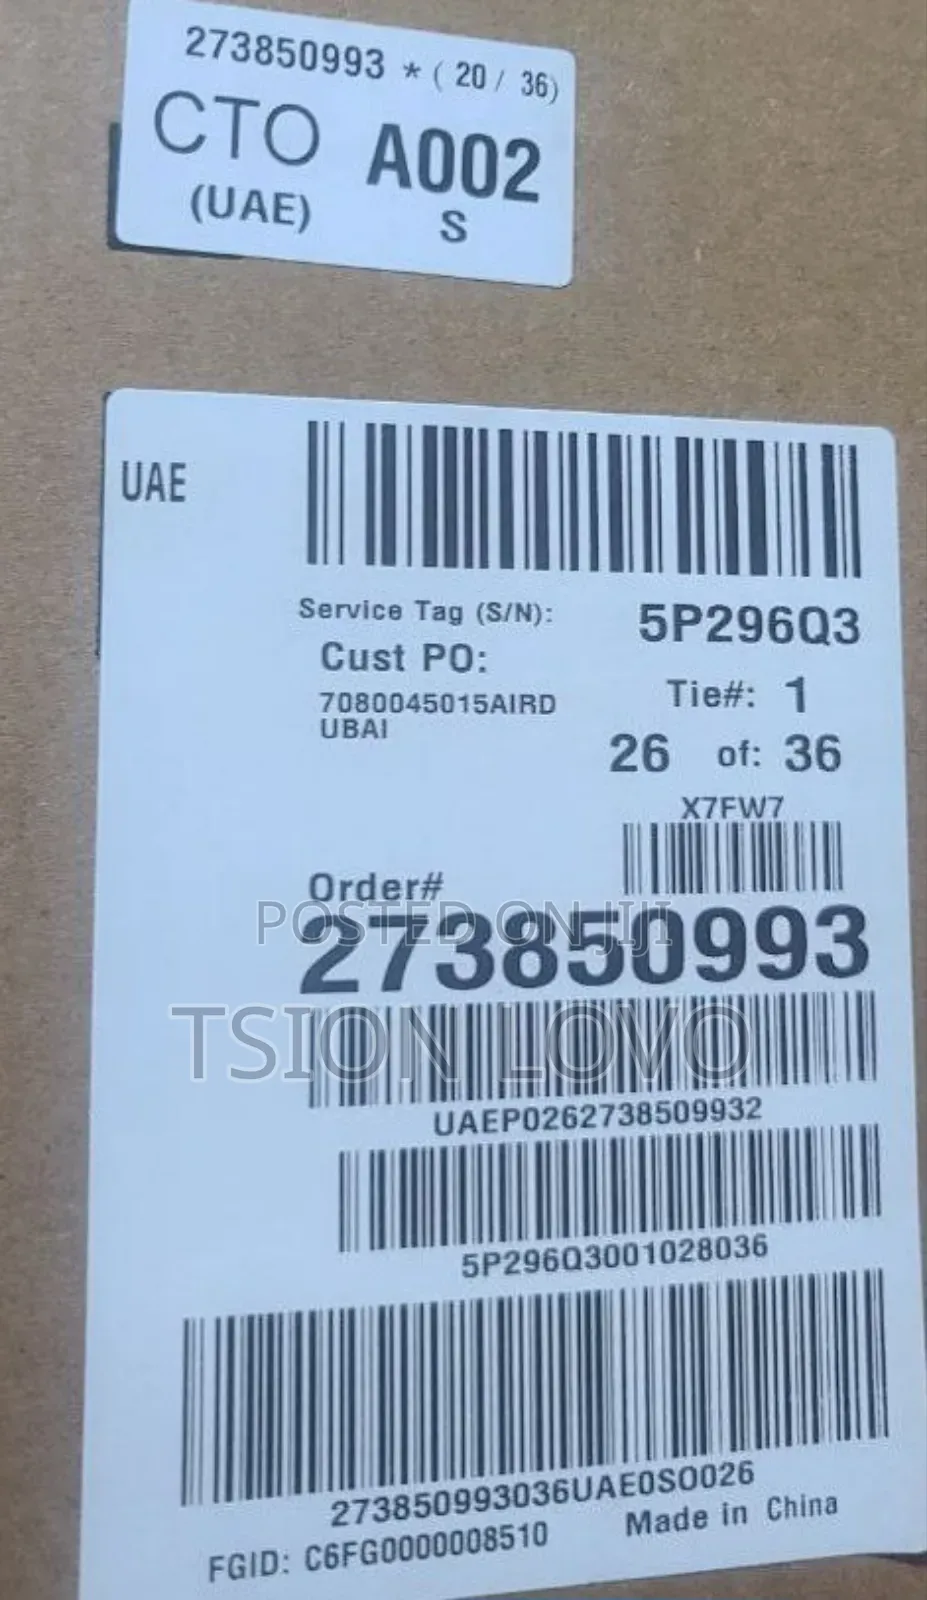 273850993 * ( 20 / 36)
CTO A002
(UAE) S
UAE
Service Tag (S/N): 5P296Q3
Cust PO:
7080045015AIRD
UBAI
Tie#: 1
26 of: 36
X7FW7
Order#
POSTED ON JIJI
273850993
TSION LOVO
UAEP0262738509932
5P296Q3001028036
273850993036UAE0SO026
FGID: C6FG0000008510 Made in China